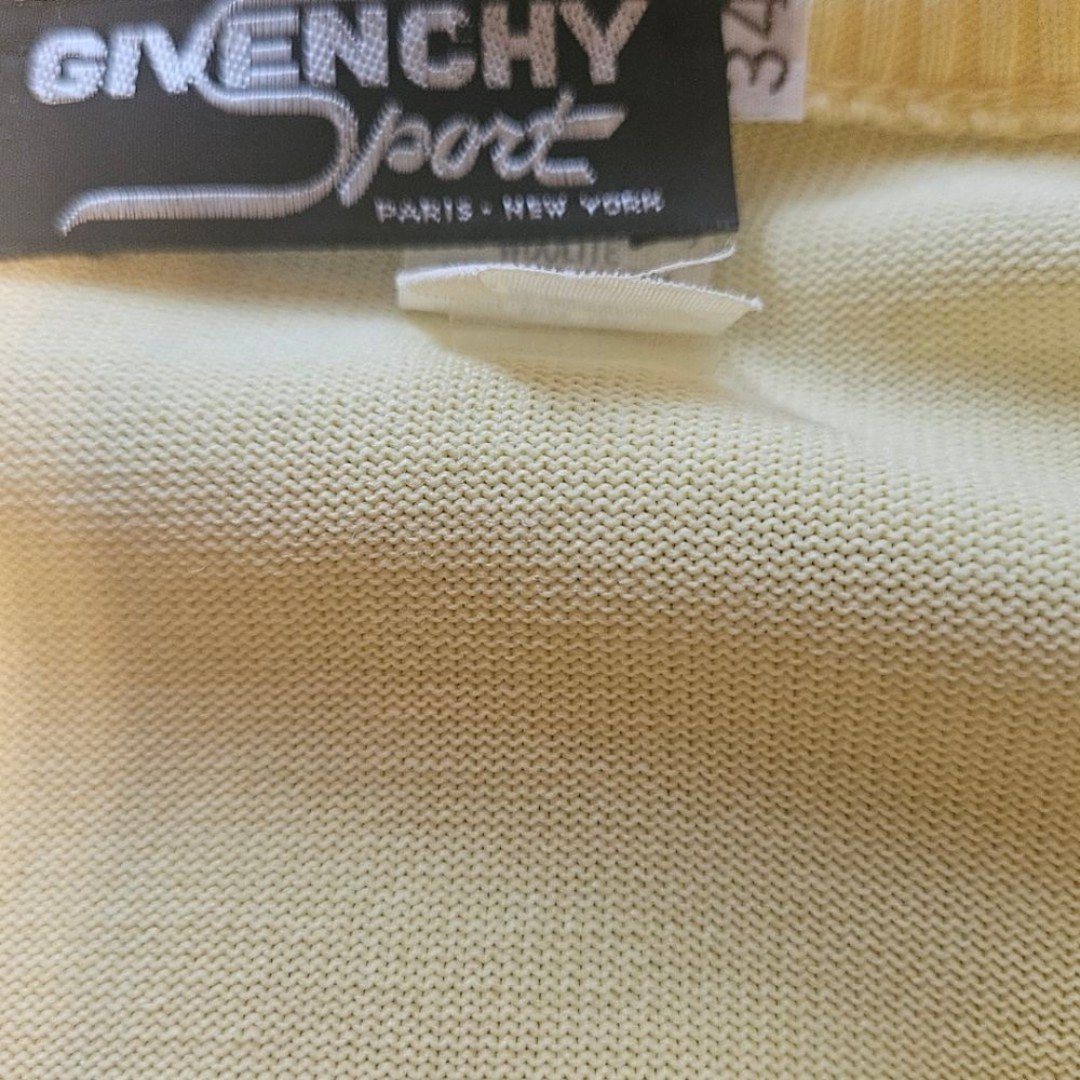 GIVENCHY
Sport
PARIS - NEW YORK
34